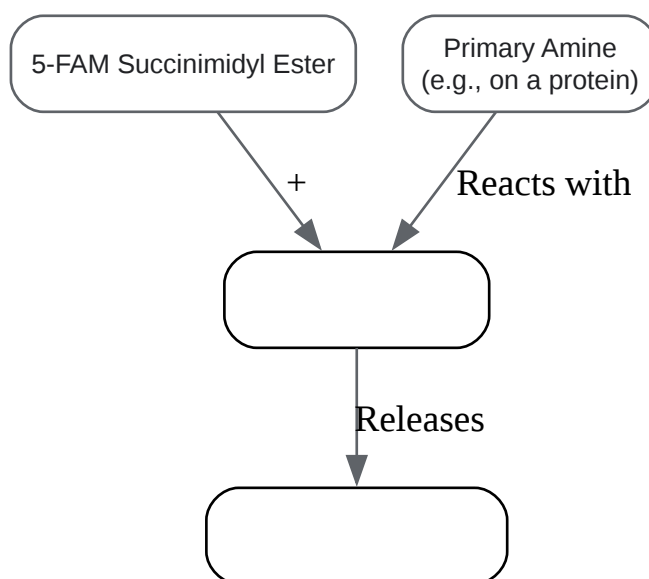 5-FAM Succinimidyl Ester
Primary Amine
(e.g., on a protein)
+
Reacts with
Releases